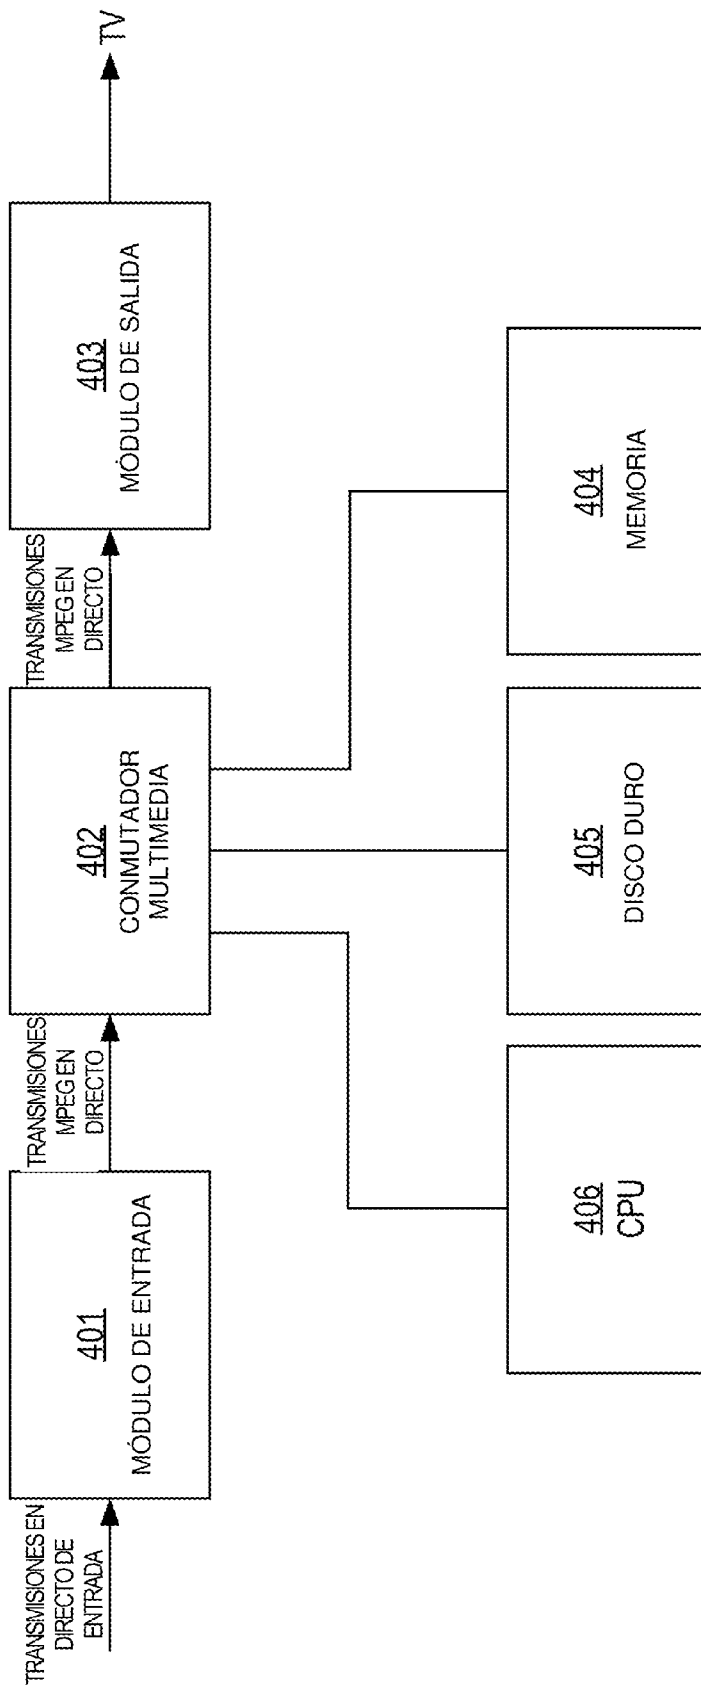 TRANSMISIONES EN
DIRECTO DE
ENTRADA
401
MÓDULO DE ENTRADA
TRANSMISIONES
MPEG EN
DIRECTO
402
CONMUTADOR
MULTIMEDIA
TRANSMISIONES
MPEG EN
DIRECTO
403
MÓDULO DE SALIDA
TV
406
CPU
405
DISCO DURO
404
MEMORIA